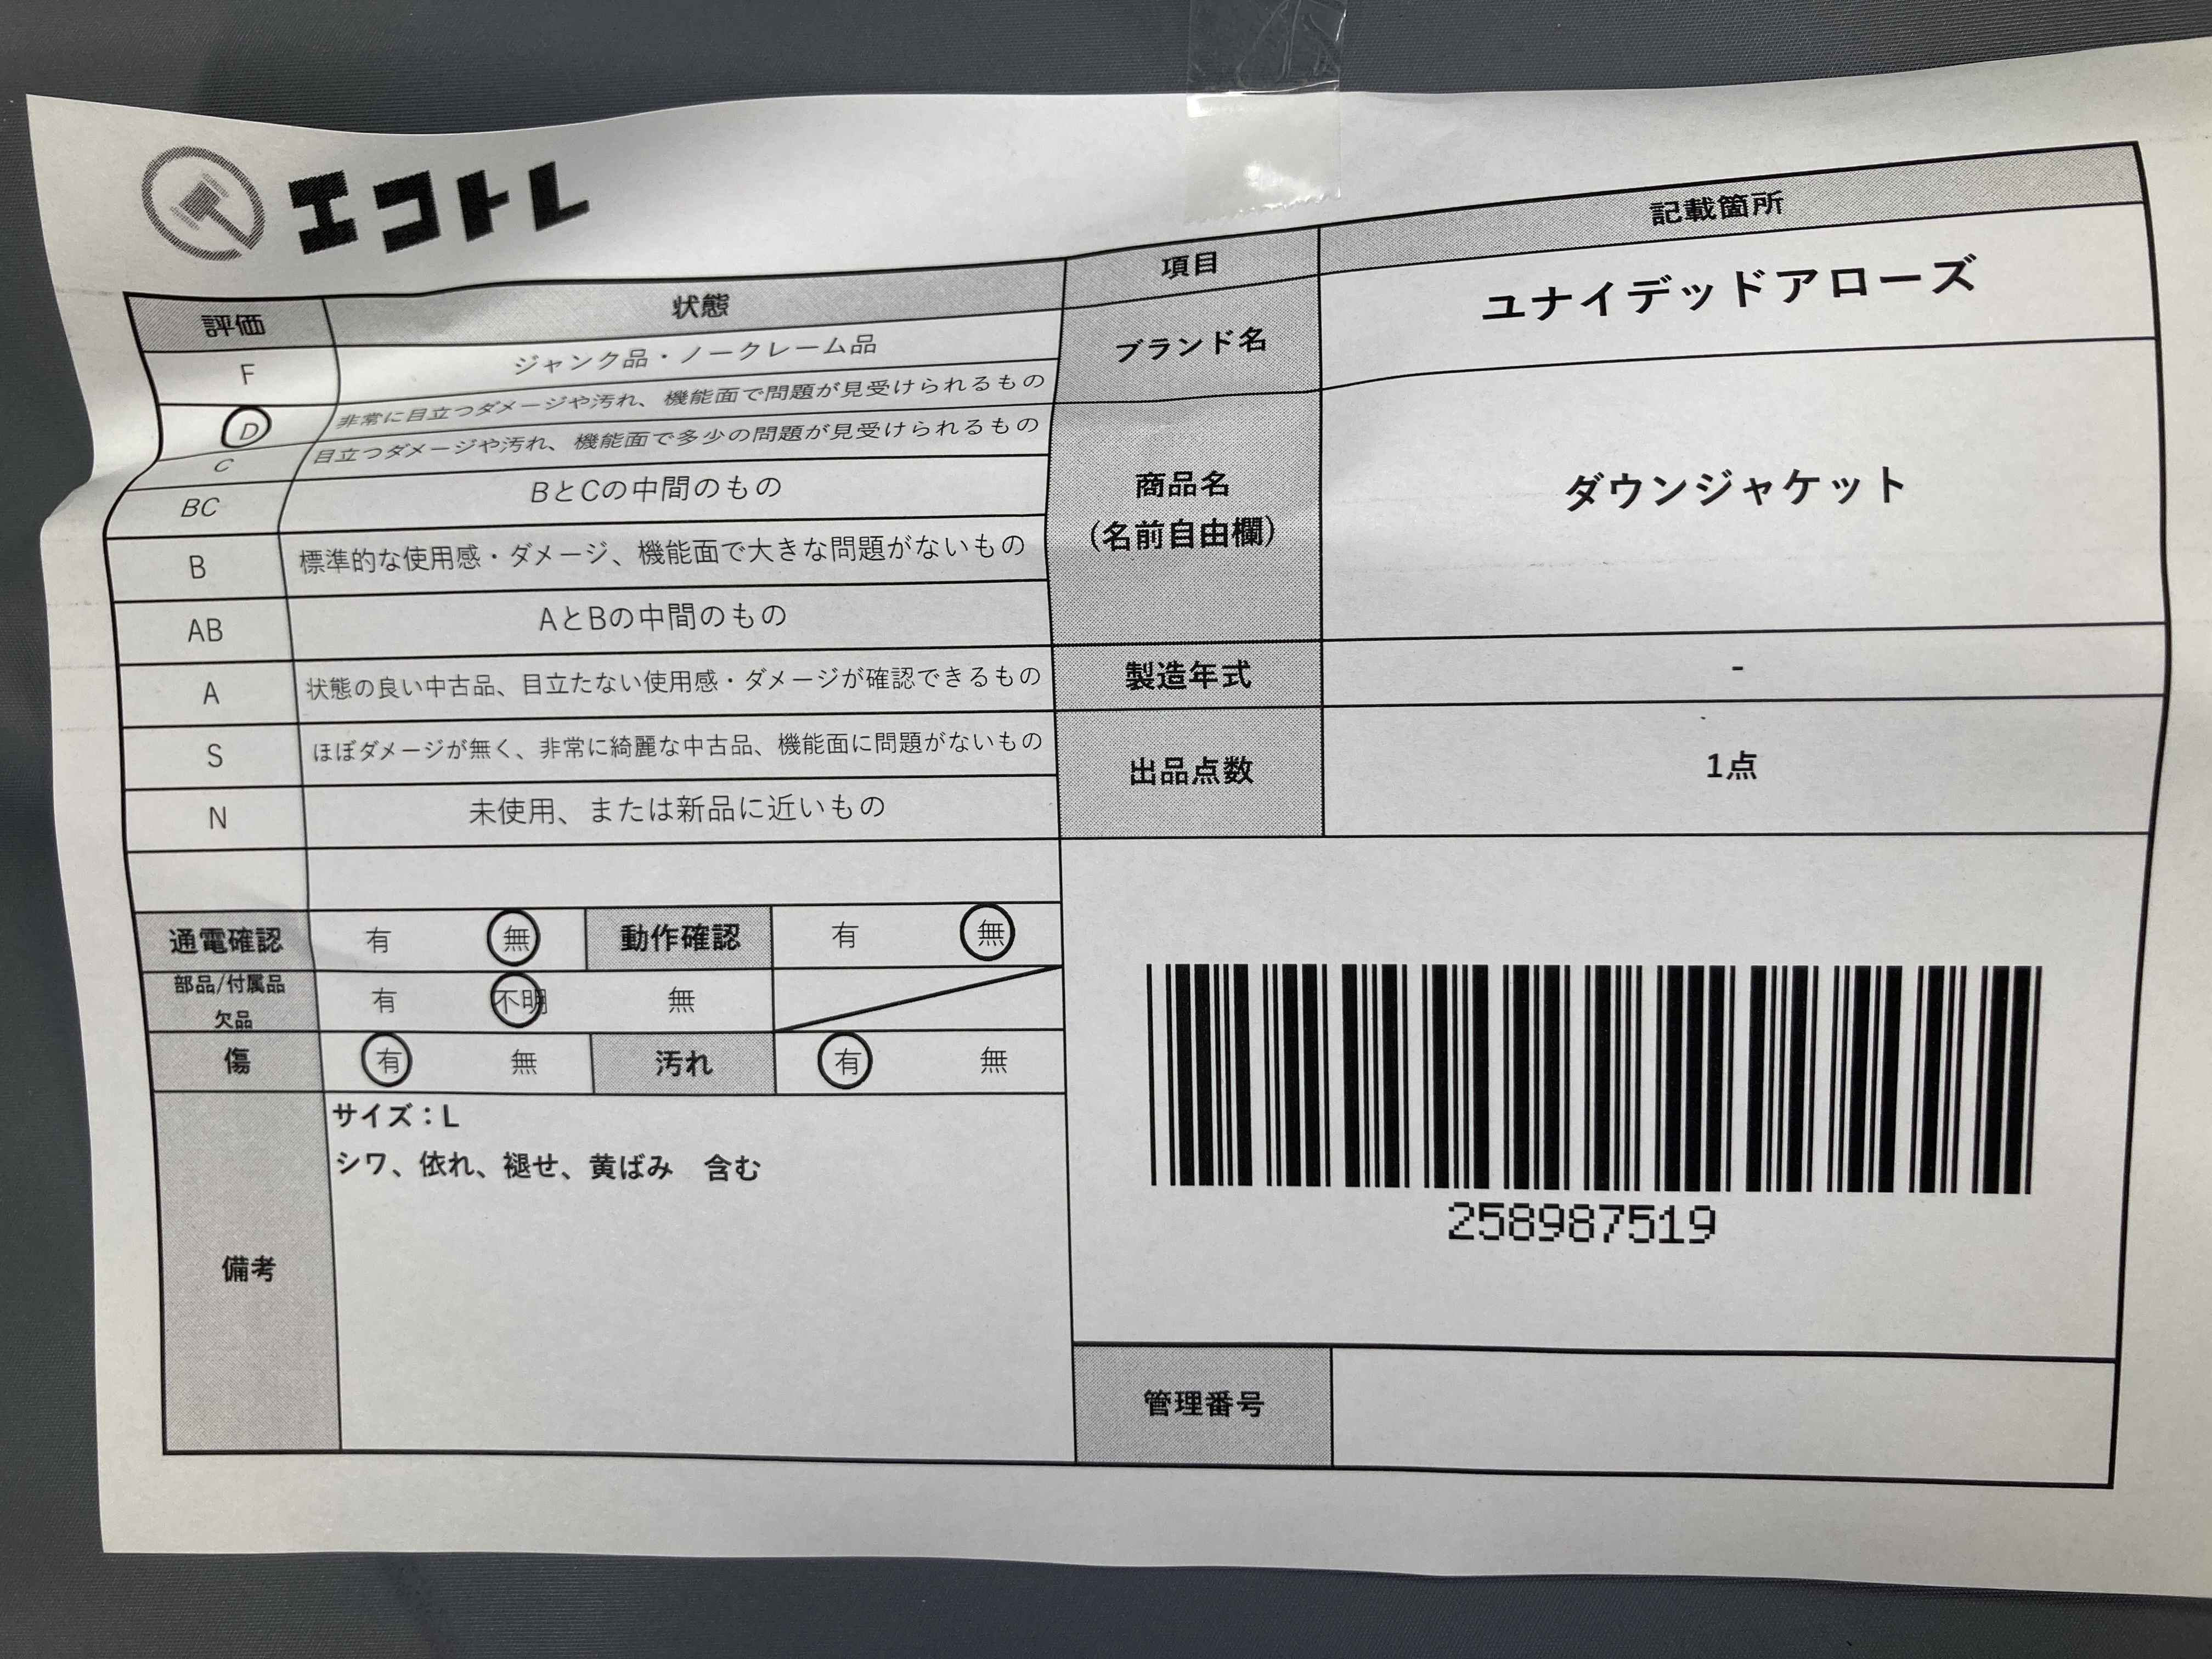 エコトレ
評価 状態
F ジャンク品・ノークレーム品
D 非常に目立つダメージや汚れ、機能面で問題が見受けられるもの
C 目立つダメージや汚れ、機能面で多少の問題が見受けられるもの
BC BとCの中間のもの
B 標準的な使用感・ダメージ、機能面で大きな問題がないもの
AB AとBの中間のもの
A 状態の良い中古品、目立たない使用感・ダメージが確認できるもの
S ほぼダメージが無く、非常に綺麗な中古品、機能面に問題がないもの
N 未使用、または新品に近いもの
通電確認 有 無 動作確認 有 無
部品/付属品
欠品 有 不明 無
傷 有 無 汚れ 有 無
備考
サイズ：L
シワ、依れ、褪せ、黄ばみ 含む
項目 記載箇所
ブランド名 ユナイデッドアローズ
商品名
(名前自由欄)
ダウンジャケット
製造年式 -
出品点数 1点
258987519
管理番号